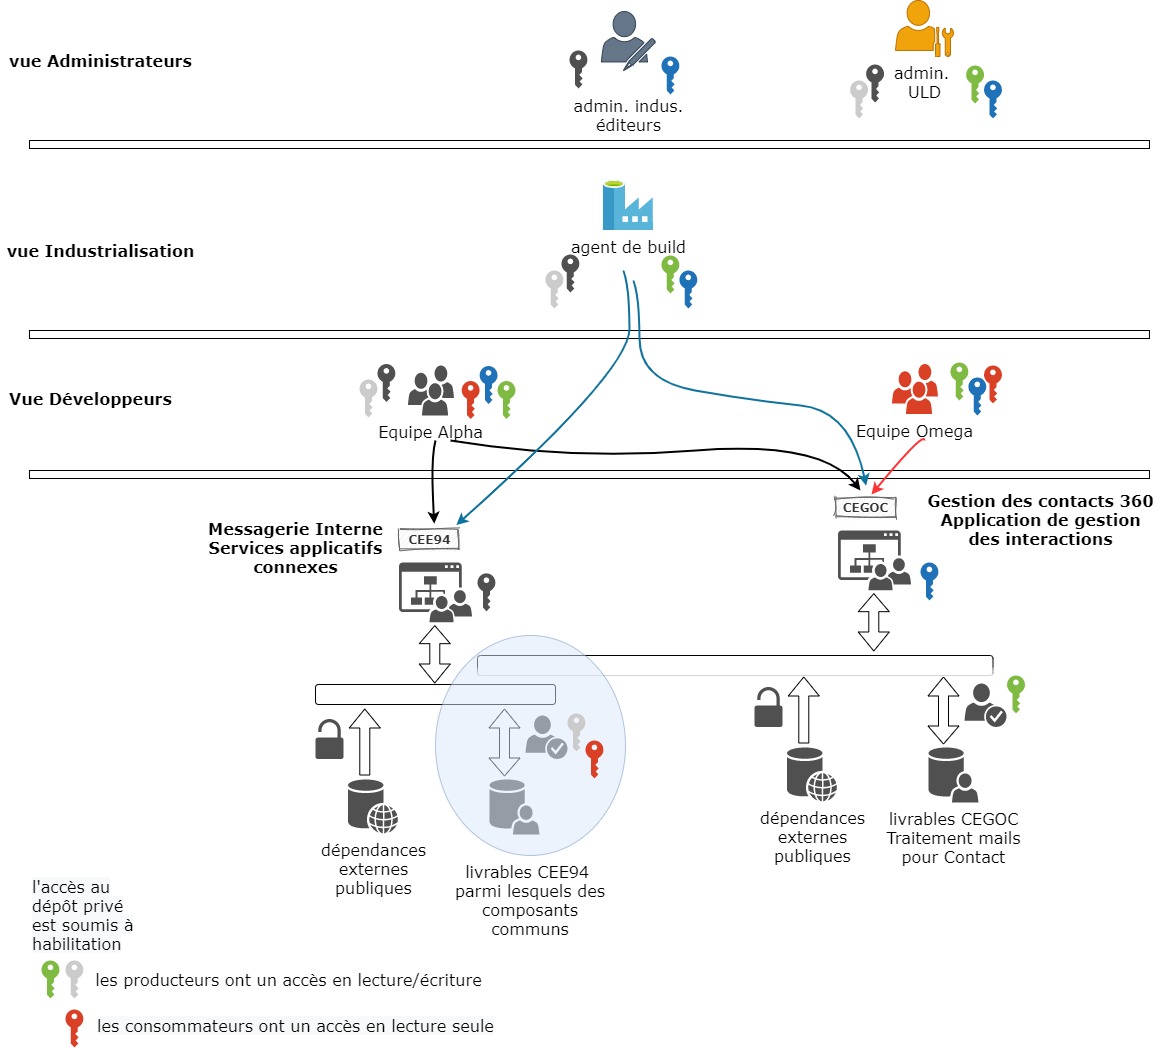 vue Administrateurs
admin. indus.
éditeurs
admin.
ULD
vue Industrialisation
agent de build
Vue Développeurs
Equipe Alpha
Equipe Omega
Messagerie Interne
Services applicatifs
connexes
CEE94
CEGOC
Gestion des contacts 360
Application de gestion
des interactions
dépendances
externes
publiques
livrables CEE94
parmi lesquels des
composants
communs
dépendances
externes
publiques
livrables CEGOC
Traitement mails
pour Contact
l'accès au
dépôt privé
est soumis à
habilitation
les producteurs ont un accès en lecture/écriture
les consommateurs ont un accès en lecture seule